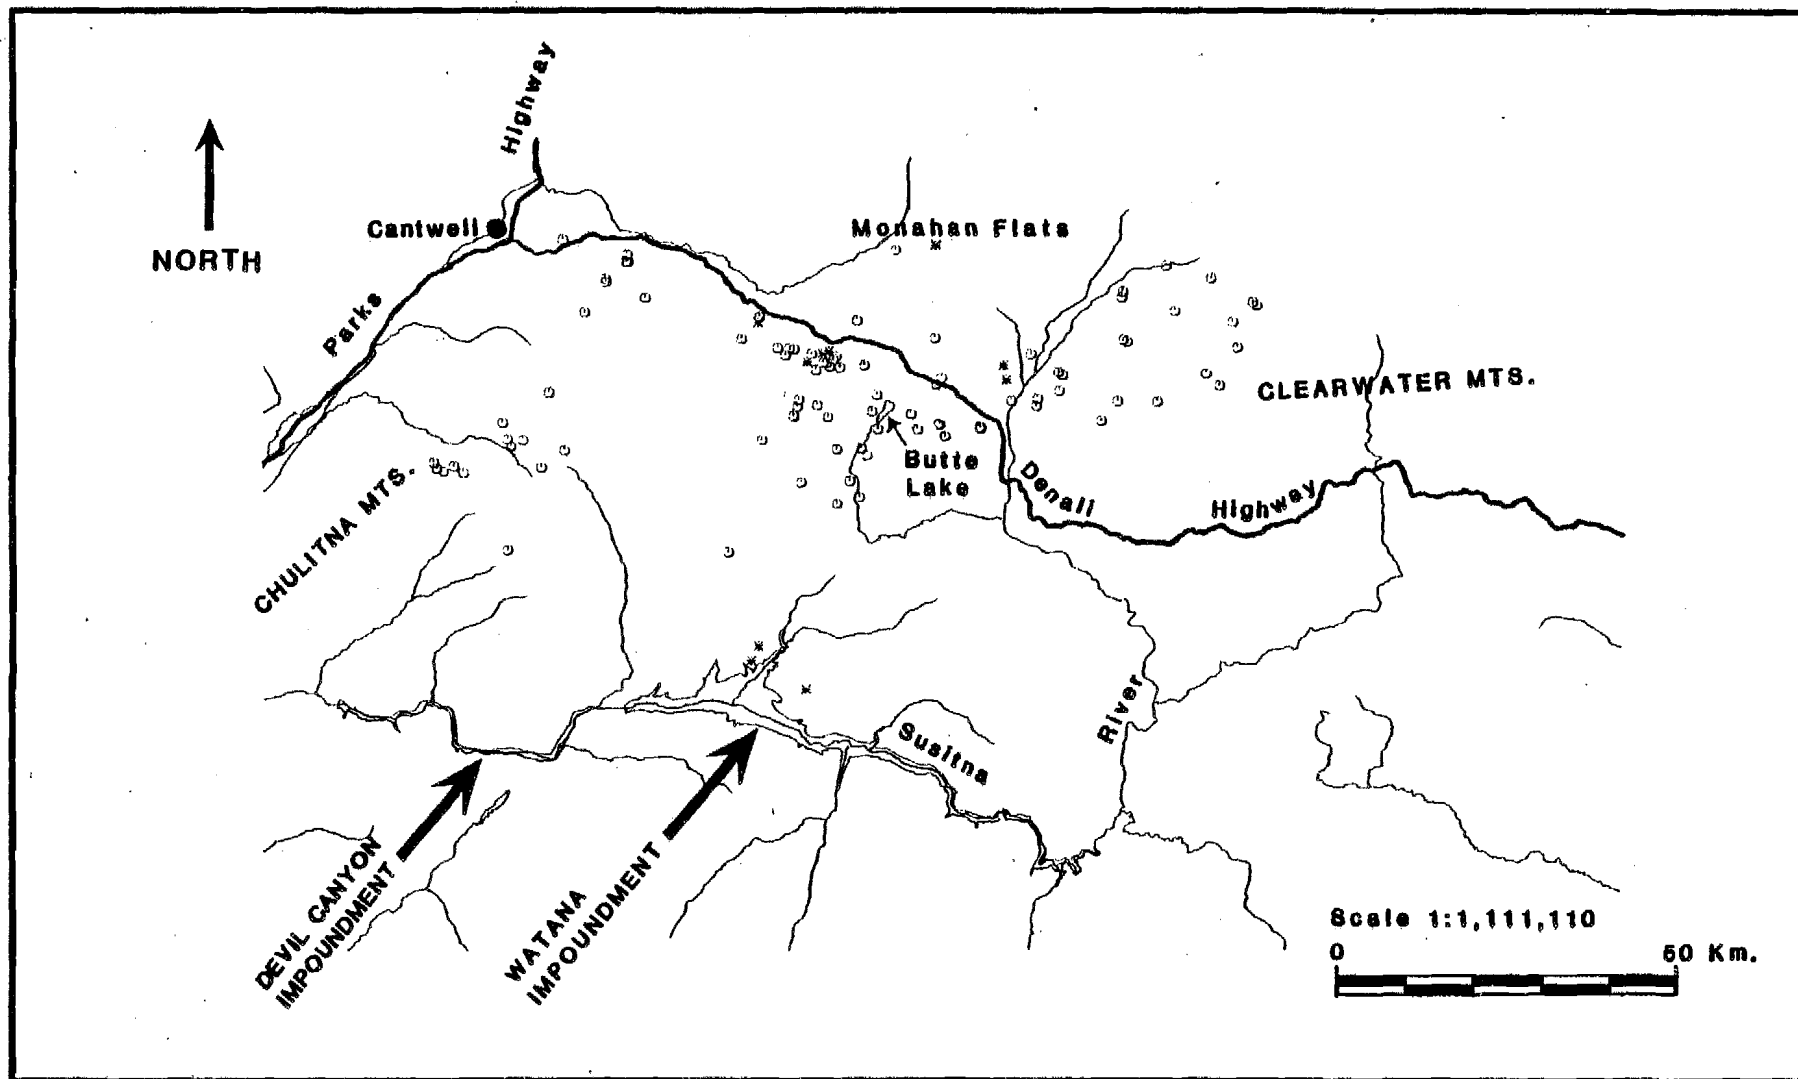 Highway
Cantwell
Monahan Flats
NORTH
Parks
CLEARWATER MTS.
Butte
Lake
Denali
Highway
CHULITNA MTS.
River
Susitna
DEVIL CANYON
IMPOUNDMENT
WATANA
IMPOUNDMENT
Scale 1:1,111,110
0 50 Km.